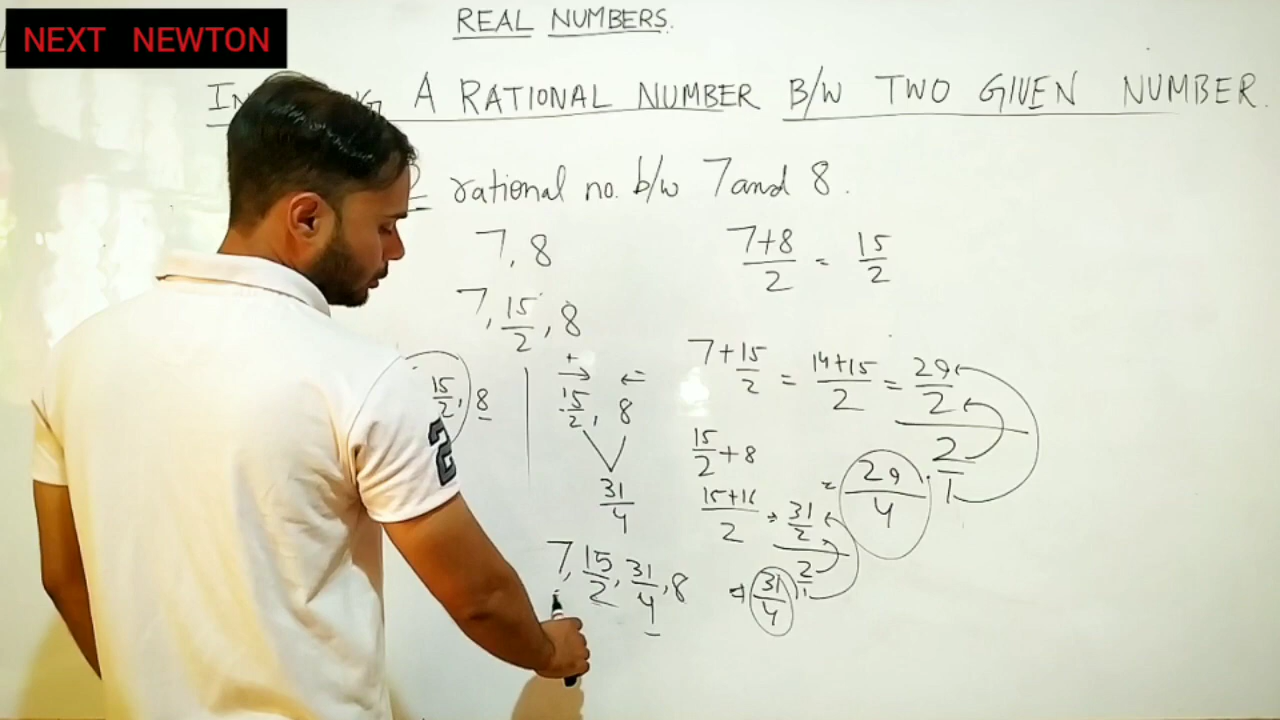 NEXT NEWTON
REAL NUMBERS.
A RATIONAL NUMBER B/W TWO GIVEN NUMBER.
2 rational no. b/w 7 and 8.
7, 8
7+8/2 = 15/2
7, 15/2, 8
7+15/2 = 14+15/2 = 29/2
2/1
= 29/4
15/2, 8
15/2, 8
31/4
15/2+8
15+16/2 = 31/2
2/1
31/4
7, 15/2, 31/4, 8
2